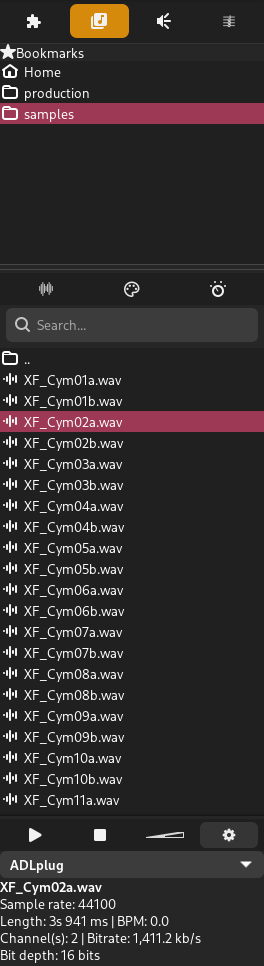 Bookmarks
Home
production
samples
Search...
..
XF_Cym01a.wav
XF_Cym01b.wav
XF_Cym02a.wav
XF_Cym02b.wav
XF_Cym03a.wav
XF_Cym03b.wav
XF_Cym04a.wav
XF_Cym04b.wav
XF_Cym05a.wav
XF_Cym05b.wav
XF_Cym06a.wav
XF_Cym06b.wav
XF_Cym07a.wav
XF_Cym07b.wav
XF_Cym08a.wav
XF_Cym08b.wav
XF_Cym09a.wav
XF_Cym09b.wav
XF_Cym10a.wav
XF_Cym10b.wav
XF_Cym11a.wav
ADLplug
XF_Cym02a.wav
Sample rate: 44100
Length: 3s 941 ms | BPM: 0.0
Channel(s): 2 | Bitrate: 1,411.2 kb/s
Bit depth: 16 bits